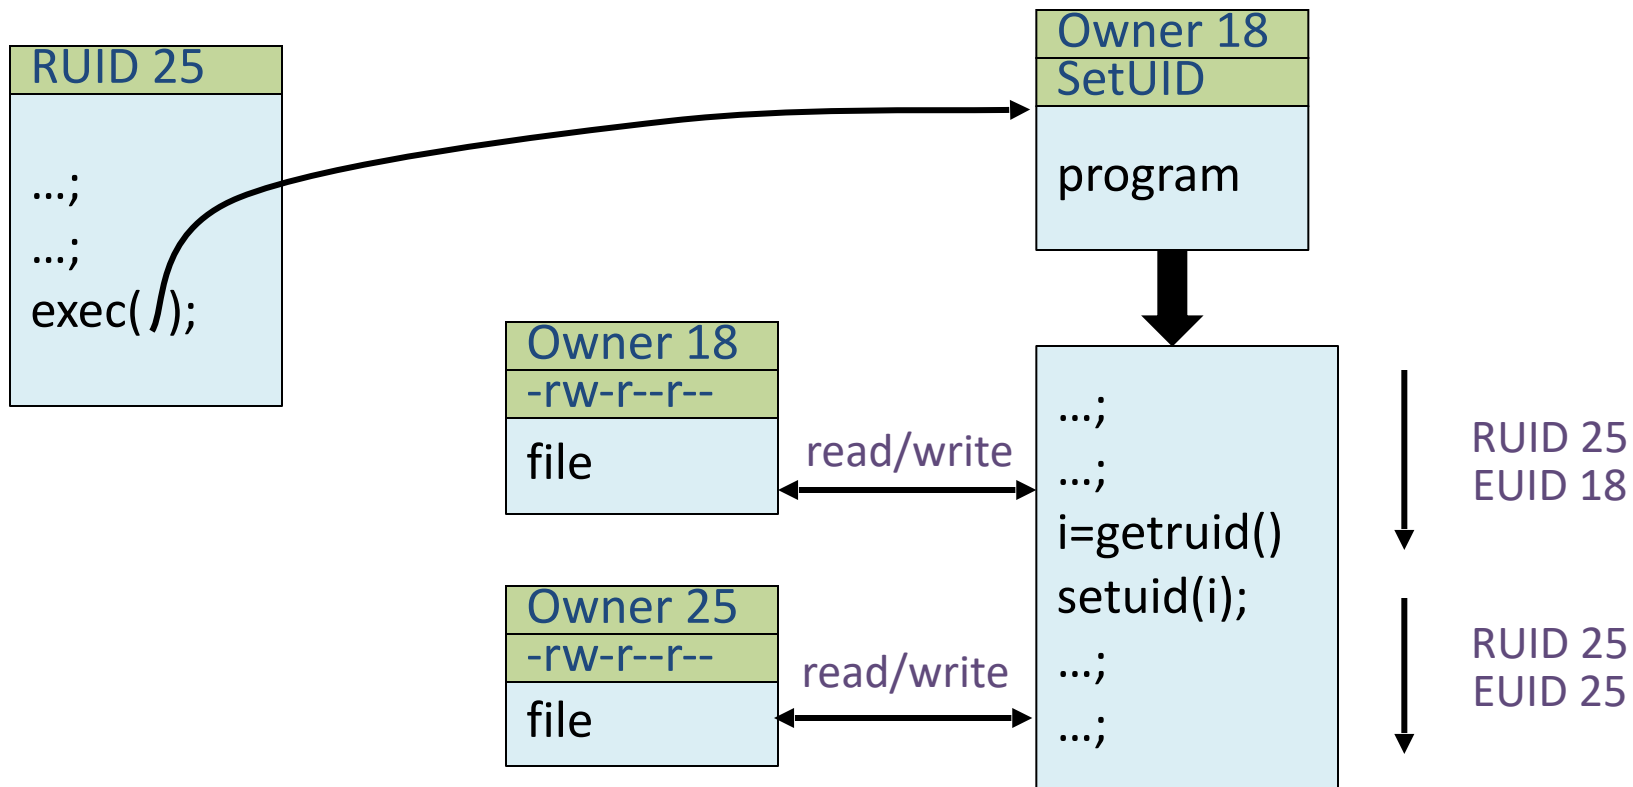 RUID 25
…;
…;
exec( );
Owner 18
SetUID
program
Owner 18
-rw-r--r--
file
read/write
Owner 25
-rw-r--r--
file
read/write
…;
…;
i=getruid()
setuid(i);
…;
…;
RUID 25
EUID 18
RUID 25
EUID 25